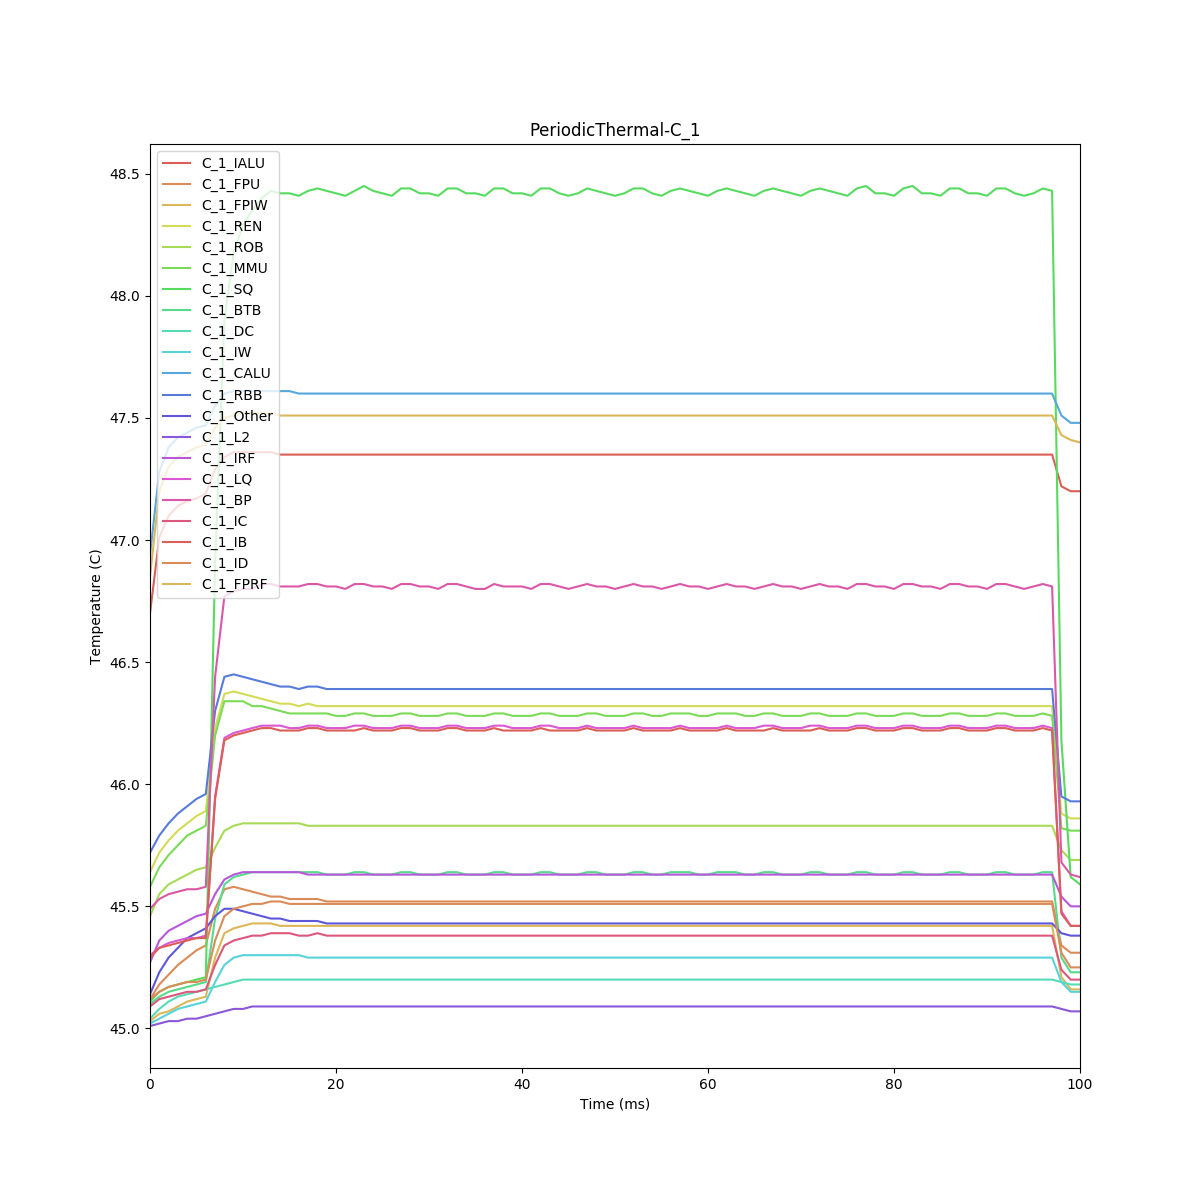 PeriodicThermal-C_1
48.5
48.0
47.5
47.0
46.5
46.0
45.5
45.0
Temperature (C)
C_1_IALU
C_1_FPU
C_1_FPIW
C_1_REN
C_1_ROB
C_1_MMU
C_1_SQ
C_1_BTB
C_1_DC
C_1_IW
C_1_CALU
C_1_RBB
C_1_Other
C_1_L2
C_1_IRF
C_1_LQ
C_1_BP
C_1_IC
C_1_IB
C_1_ID
C_1_FPRF
0 20 40 60 80 100
Time (ms)